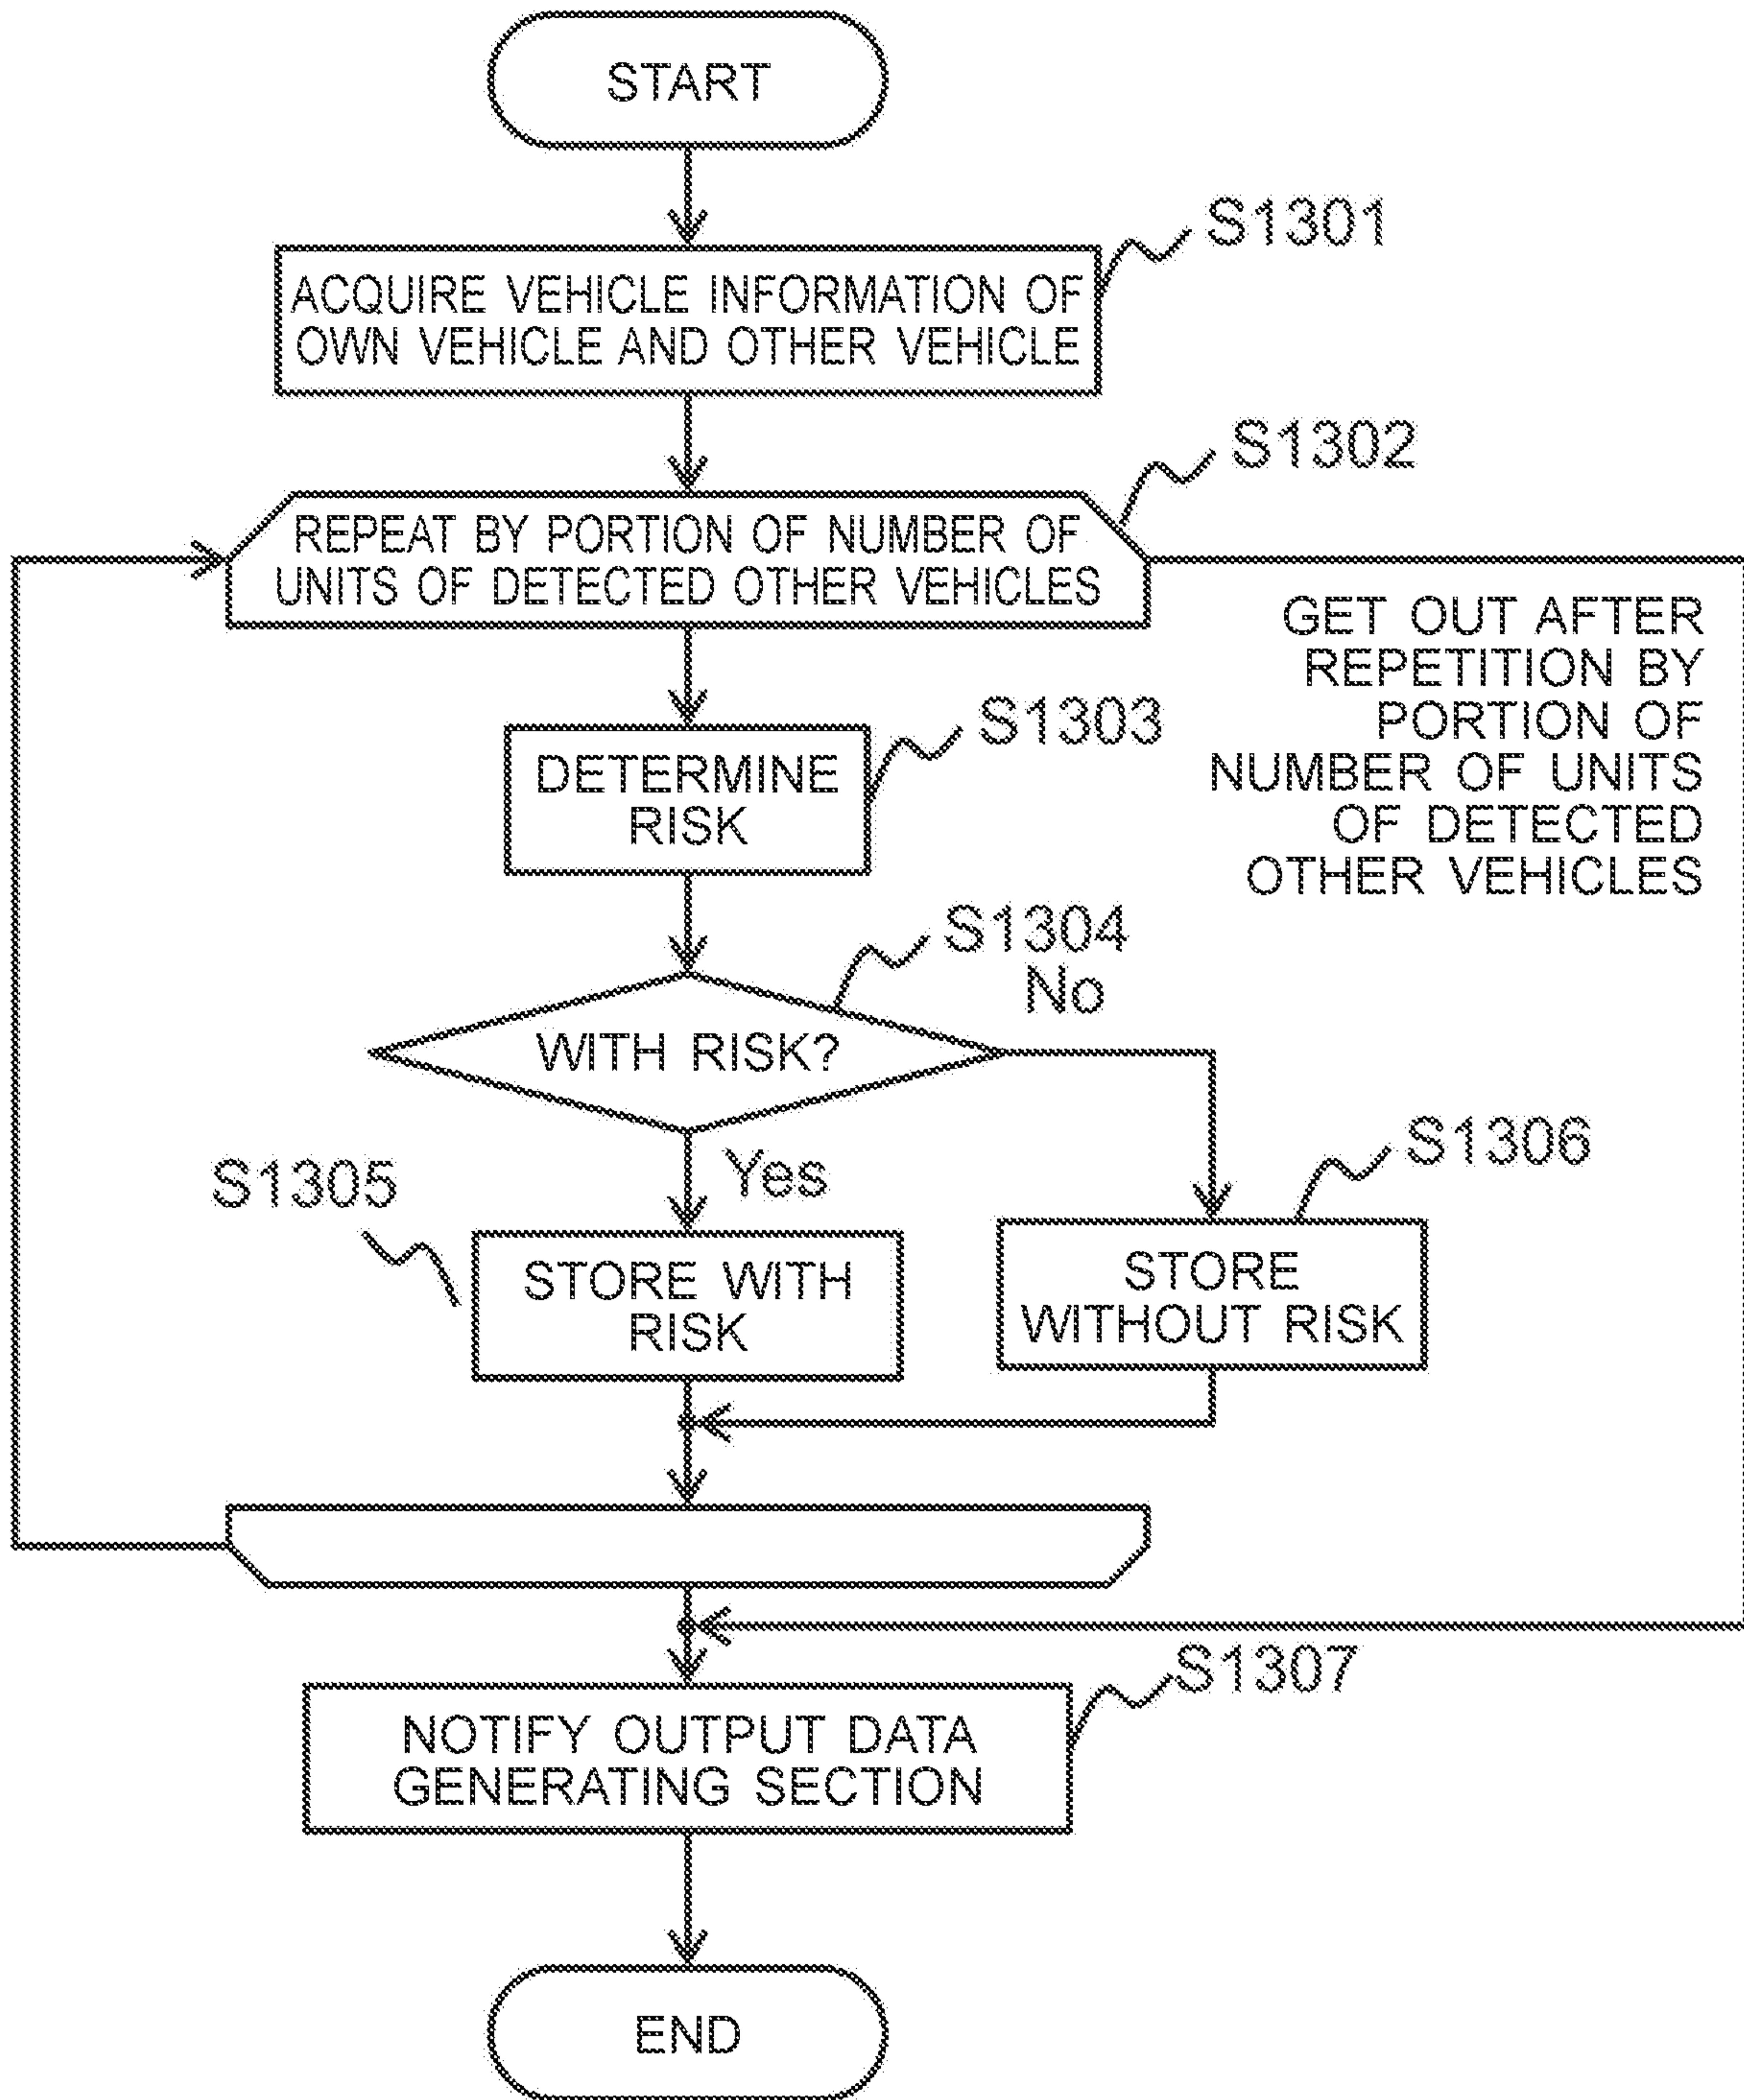 START
S1301
ACQUIRE VEHICLE INFORMATION OF
OWN VEHICLE AND OTHER VEHICLE
S1302
REPEAT BY PORTION OF NUMBER OF
UNITS OF DETECTED OTHER VEHICLES
GET OUT AFTER
REPETITION BY
PORTION OF
NUMBER OF UNITS
OF DETECTED
OTHER VEHICLES
S1303
DETERMINE
RISK
S1304
No
WITH RISK?
Yes
S1305
STORE WITH
RISK
S1306
STORE
WITHOUT RISK
S1307
NOTIFY OUTPUT DATA
GENERATING SECTION
END